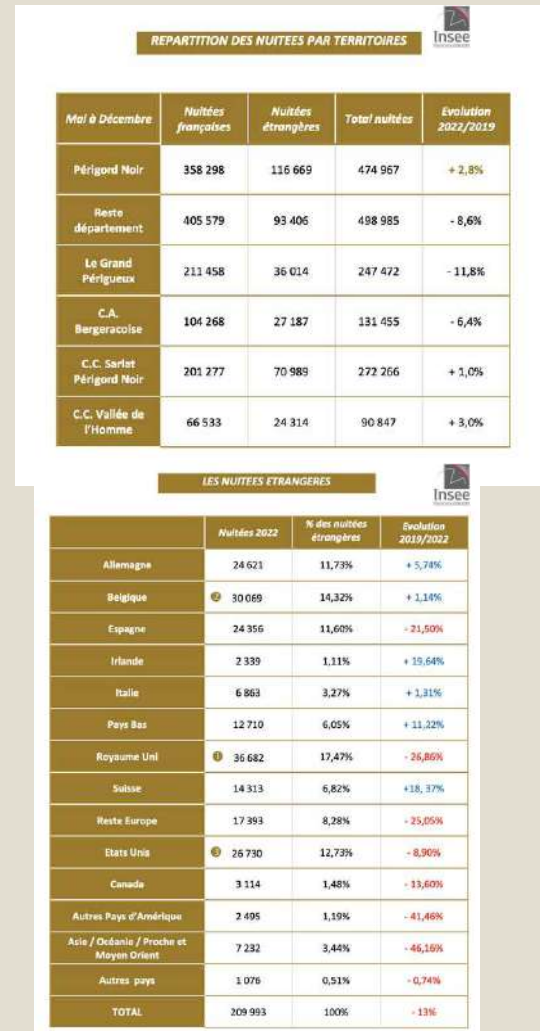 REPARTITION DES NUITEES PAR TERRITOIRES
Insee
Mai à Décembre Nuitées françaises Nuitées étrangères Total nuitées Evolution 2022/2019
Périgord Noir 358 298 116 669 474 967 + 2,8%
Reste département 405 579 93 406 498 985 - 8,6%
Le Grand Périgueux 211 458 36 014 247 472 - 11,8%
C.A. Bergeracoise 104 268 27 187 131 455 - 6,4%
C.C. Sarlat Périgord Noir 201 277 70 989 272 266 + 1,0%
C.C. Vallée de l'Homme 66 533 24 314 90 847 + 3,0%
LES NUITEES ETRANGERES
Insee
Nuitées 2022 % des nuitées étrangères Evolution 2019/2022
Allemagne 24 621 11,73% + 5,74%
Belgique 2 30 069 14,32% + 1,14%
Espagne 24 356 11,60% - 21,50%
Irlande 2 339 1,11% + 19,64%
Italie 6 863 3,27% + 1,31%
Pays Bas 12 710 6,05% + 11,22%
Royaume Uni 1 36 682 17,47% - 26,86%
Suisse 14 313 6,82% +18, 37%
Reste Europe 17 393 8,28% - 25,05%
Etats Unis 3 26 730 12,73% - 8,90%
Canada 3 114 1,48% - 13,60%
Autres Pays d'Amérique 2 495 1,19% - 41,46%
Asie / Océanie / Proche et Moyen Orient 7 232 3,44% - 46,16%
Autres pays 1 076 0,51% - 0,74%
TOTAL 209 993 100% - 13%